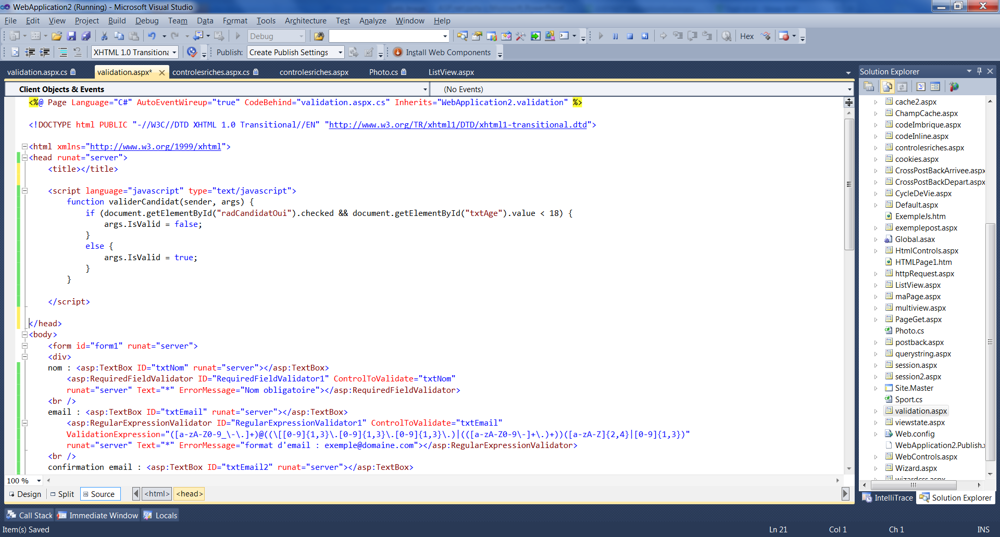 WebApplication2 (Running) - Microsoft Visual Studio
File Edit View Project Build Debug Team Data Format Tools Architecture Test Analyze Window Help
Debug Hex
XHTML 1.0 Transitiona Publish: Create Publish Settings Install Web Components
validation.aspx.cs validation.aspx* controlesriches.aspx.cs controlesriches.aspx Photo.cs ListView.aspx
Client Objects & Events (No Events)
<%@ Page Language="C#" AutoEventWireup="true" CodeBehind="validation.aspx.cs" Inherits="WebApplication2.validation" %>
<!DOCTYPE html PUBLIC "-//W3C//DTD XHTML 1.0 Transitional//EN" "http://www.w3.org/TR/xhtml1/DTD/xhtml1-transitional.dtd">
<html xmlns="http://www.w3.org/1999/xhtml">
<head runat="server">
<title></title>
<script language="javascript" type="text/javascript">
function validerCandidat(sender, args) {
if (document.getElementById("radCandidatOui").checked && document.getElementById("txtAge").value < 18) {
args.IsValid = false;
}
else {
args.IsValid = true;
}
}
</script>
</head>
<body>
<form id="form1" runat="server">
<div>
nom : <asp:TextBox ID="txtNom" runat="server"></asp:TextBox>
<asp:RequiredFieldValidator ID="RequiredFieldValidator1" ControlToValidate="txtNom"
runat="server" Text="*" ErrorMessage="Nom obligatoire"></asp:RequiredFieldValidator>
<br />
email : <asp:TextBox ID="txtEmail" runat="server"></asp:TextBox>
<asp:RegularExpressionValidator ID="RegularExpressionValidator1" ControlToValidate="txtEmail"
ValidationExpression="([a-zA-Z0-9_\-\.]+)@((\[[0-9]{1,3}\.[0-9]{1,3}\.[0-9]{1,3}\.)|(([a-zA-Z0-9\-]+\.)+))([a-zA-Z]{2,4}|[0-9]{1,3})"
runat="server" Text="*" ErrorMessage="format d'email : exemple@domaine.com"></asp:RegularExpressionValidator>
<br />
confirmation email : <asp:TextBox ID="txtEmail2" runat="server"></asp:TextBox>
100 %
Design Split Source <html> <head>
Solution Explorer
cache2.aspx
ChampCache.aspx
codeImbrique.aspx
codeInline.aspx
controlesriches.aspx
cookies.aspx
CrossPostBackArrivee.aspx
CrossPostBackDepart.aspx
CycleDeVie.aspx
Default.aspx
ExempleJs.htm
exemplepost.aspx
Global.asax
HtmlControls.aspx
HTMLPage1.htm
httpRequest.aspx
ListView.aspx
maPage.aspx
multiview.aspx
PageGet.aspx
Photo.cs
postback.aspx
querystring.aspx
session.aspx
session2.aspx
Site.Master
Sport.cs
validation.aspx
viewstate.aspx
Web.config
WebApplication2.Publish.x
WebControls.aspx
Wizard.aspx
wizardcss.aspx
IntelliTrace Solution Explorer
Call Stack Immediate Window Locals
Item(s) Saved Ln 21 Col 1 Ch 1 INS